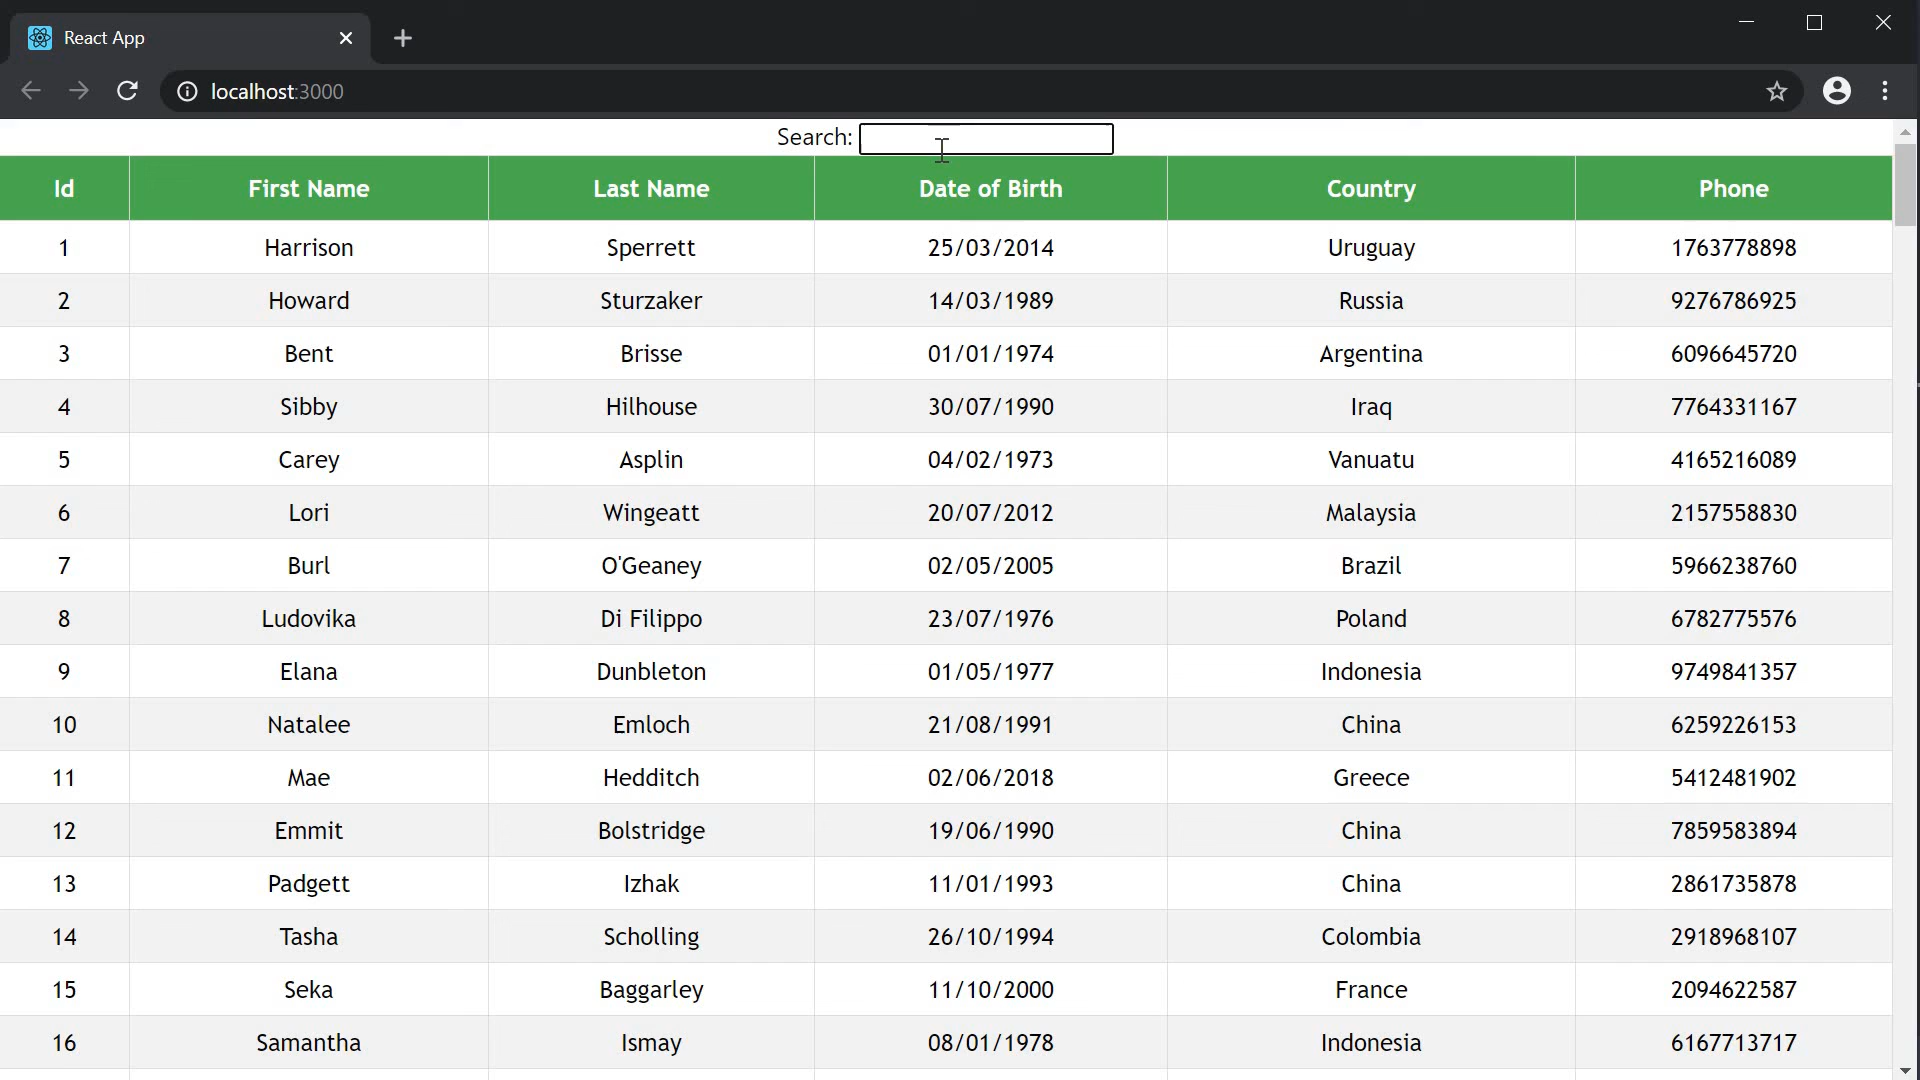 React App
localhost:3000
Search:
Id First Name Last Name Date of Birth Country Phone
1 Harrison Sperrett 25/03/2014 Uruguay 1763778898
2 Howard Sturzaker 14/03/1989 Russia 9276786925
3 Bent Brisse 01/01/1974 Argentina 6096645720
4 Sibby Hilhouse 30/07/1990 Iraq 7764331167
5 Carey Asplin 04/02/1973 Vanuatu 4165216089
6 Lori Wingeatt 20/07/2012 Malaysia 2157558830
7 Burl O'Geaney 02/05/2005 Brazil 5966238760
8 Ludovika Di Filippo 23/07/1976 Poland 6782775576
9 Elana Dunbleton 01/05/1977 Indonesia 9749841357
10 Natalee Emloch 21/08/1991 China 6259226153
11 Mae Hedditch 02/06/2018 Greece 5412481902
12 Emmit Bolstridge 19/06/1990 China 7859583894
13 Padgett Izhak 11/01/1993 China 2861735878
14 Tasha Scholling 26/10/1994 Colombia 2918968107
15 Seka Baggarley 11/10/2000 France 2094622587
16 Samantha Ismay 08/01/1978 Indonesia 6167713717